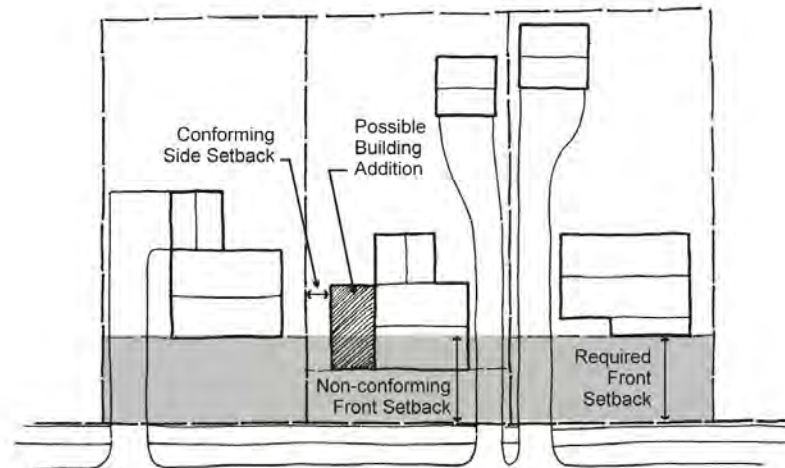 Conforming
Side Setback
Possible
Building
Addition
Non-conforming
Front Setback
Required
Front
Setback